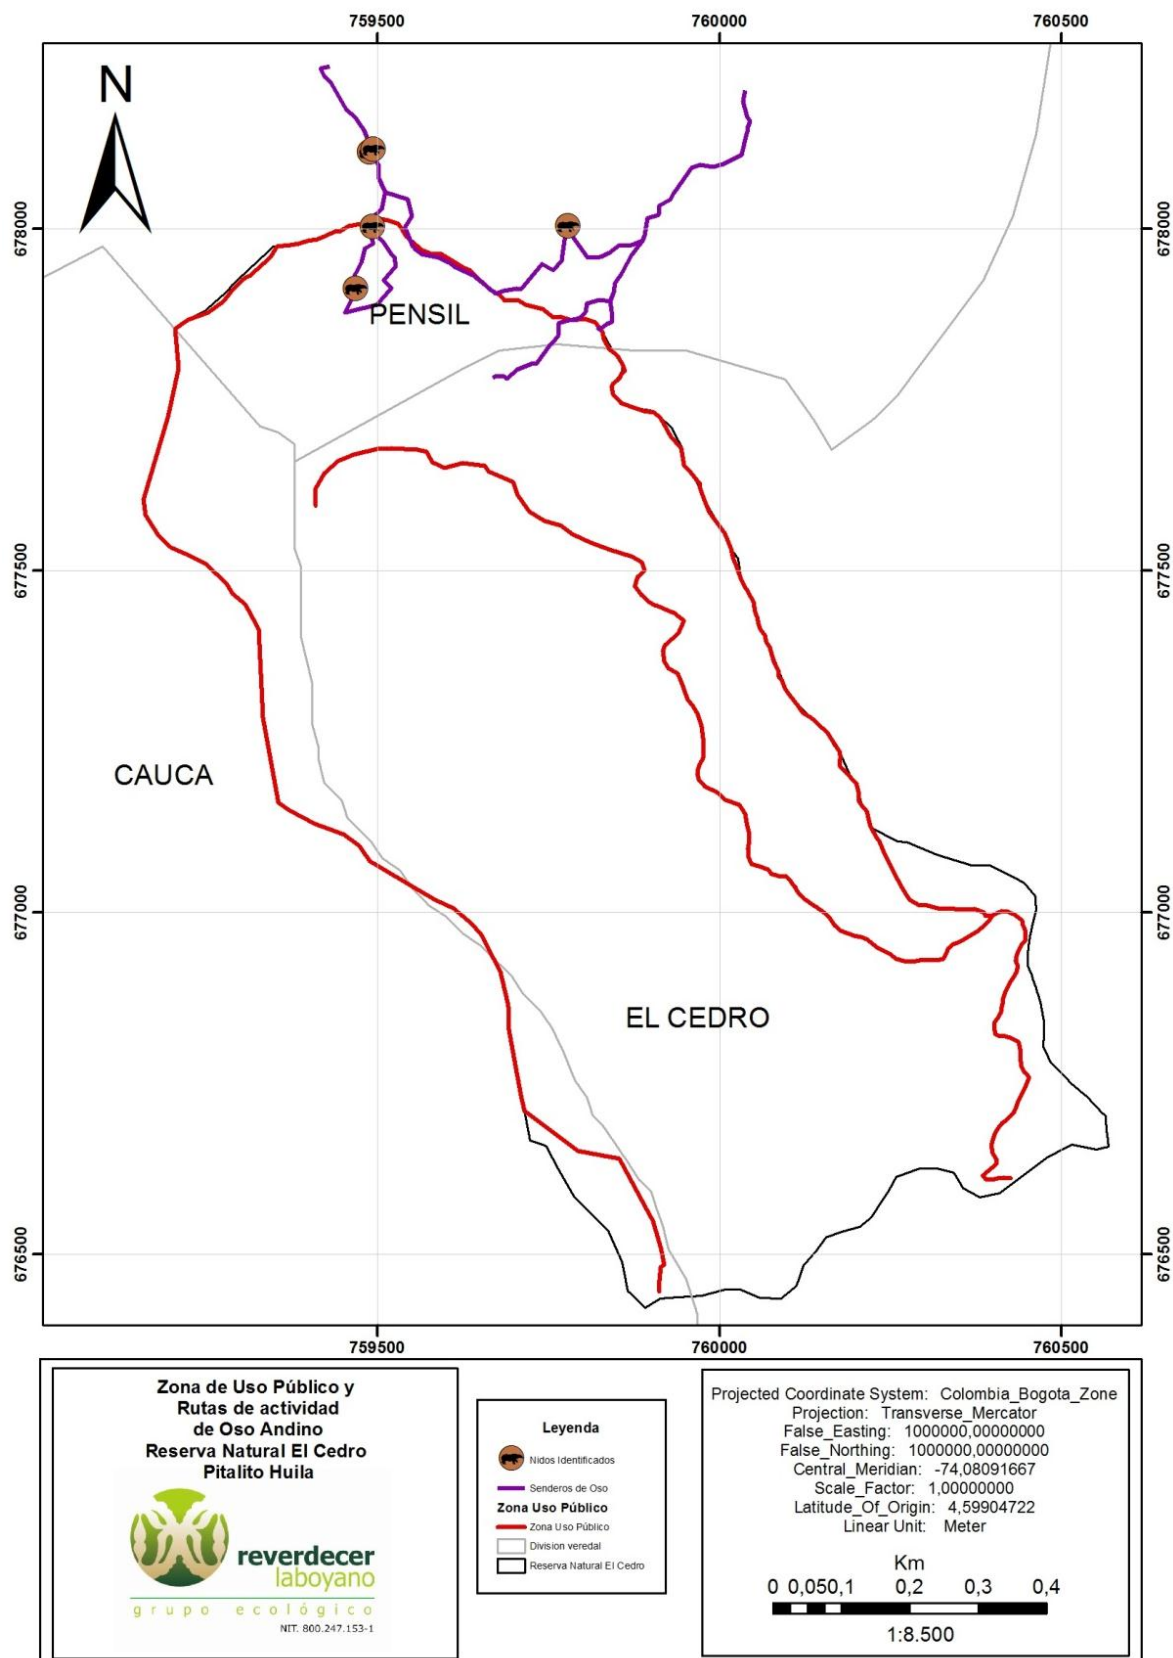 759500
760000
760500
N
678000
678000
PENSIL
677500
677500
CAUCA
677000
677000
EL CEDRO
676500
676500
759500
760000
760500
Zona de Uso Público y
Rutas de actividad
de Oso Andino
Reserva Natural El Cedro
Pitalito Huila
reverdecer
laboyano
grupo ecológico
NIT. 800.247.153-1
Leyenda
Nidos Identificados
Senderos de Oso
Zona Uso Público
Zona Uso Público
Division veredal
Reserva Natural El Cedro
Projected Coordinate System: Colombia_Bogota_Zone
Projection: Transverse_Mercator
False_Easting: 1000000,00000000
False_Northing: 1000000,00000000
Central_Meridian: -74,08091667
Scale_Factor: 1,00000000
Latitude_Of_Origin: 4,59904722
Linear Unit: Meter
Km
0 0,050,1 0,2 0,3 0,4
1:8.500